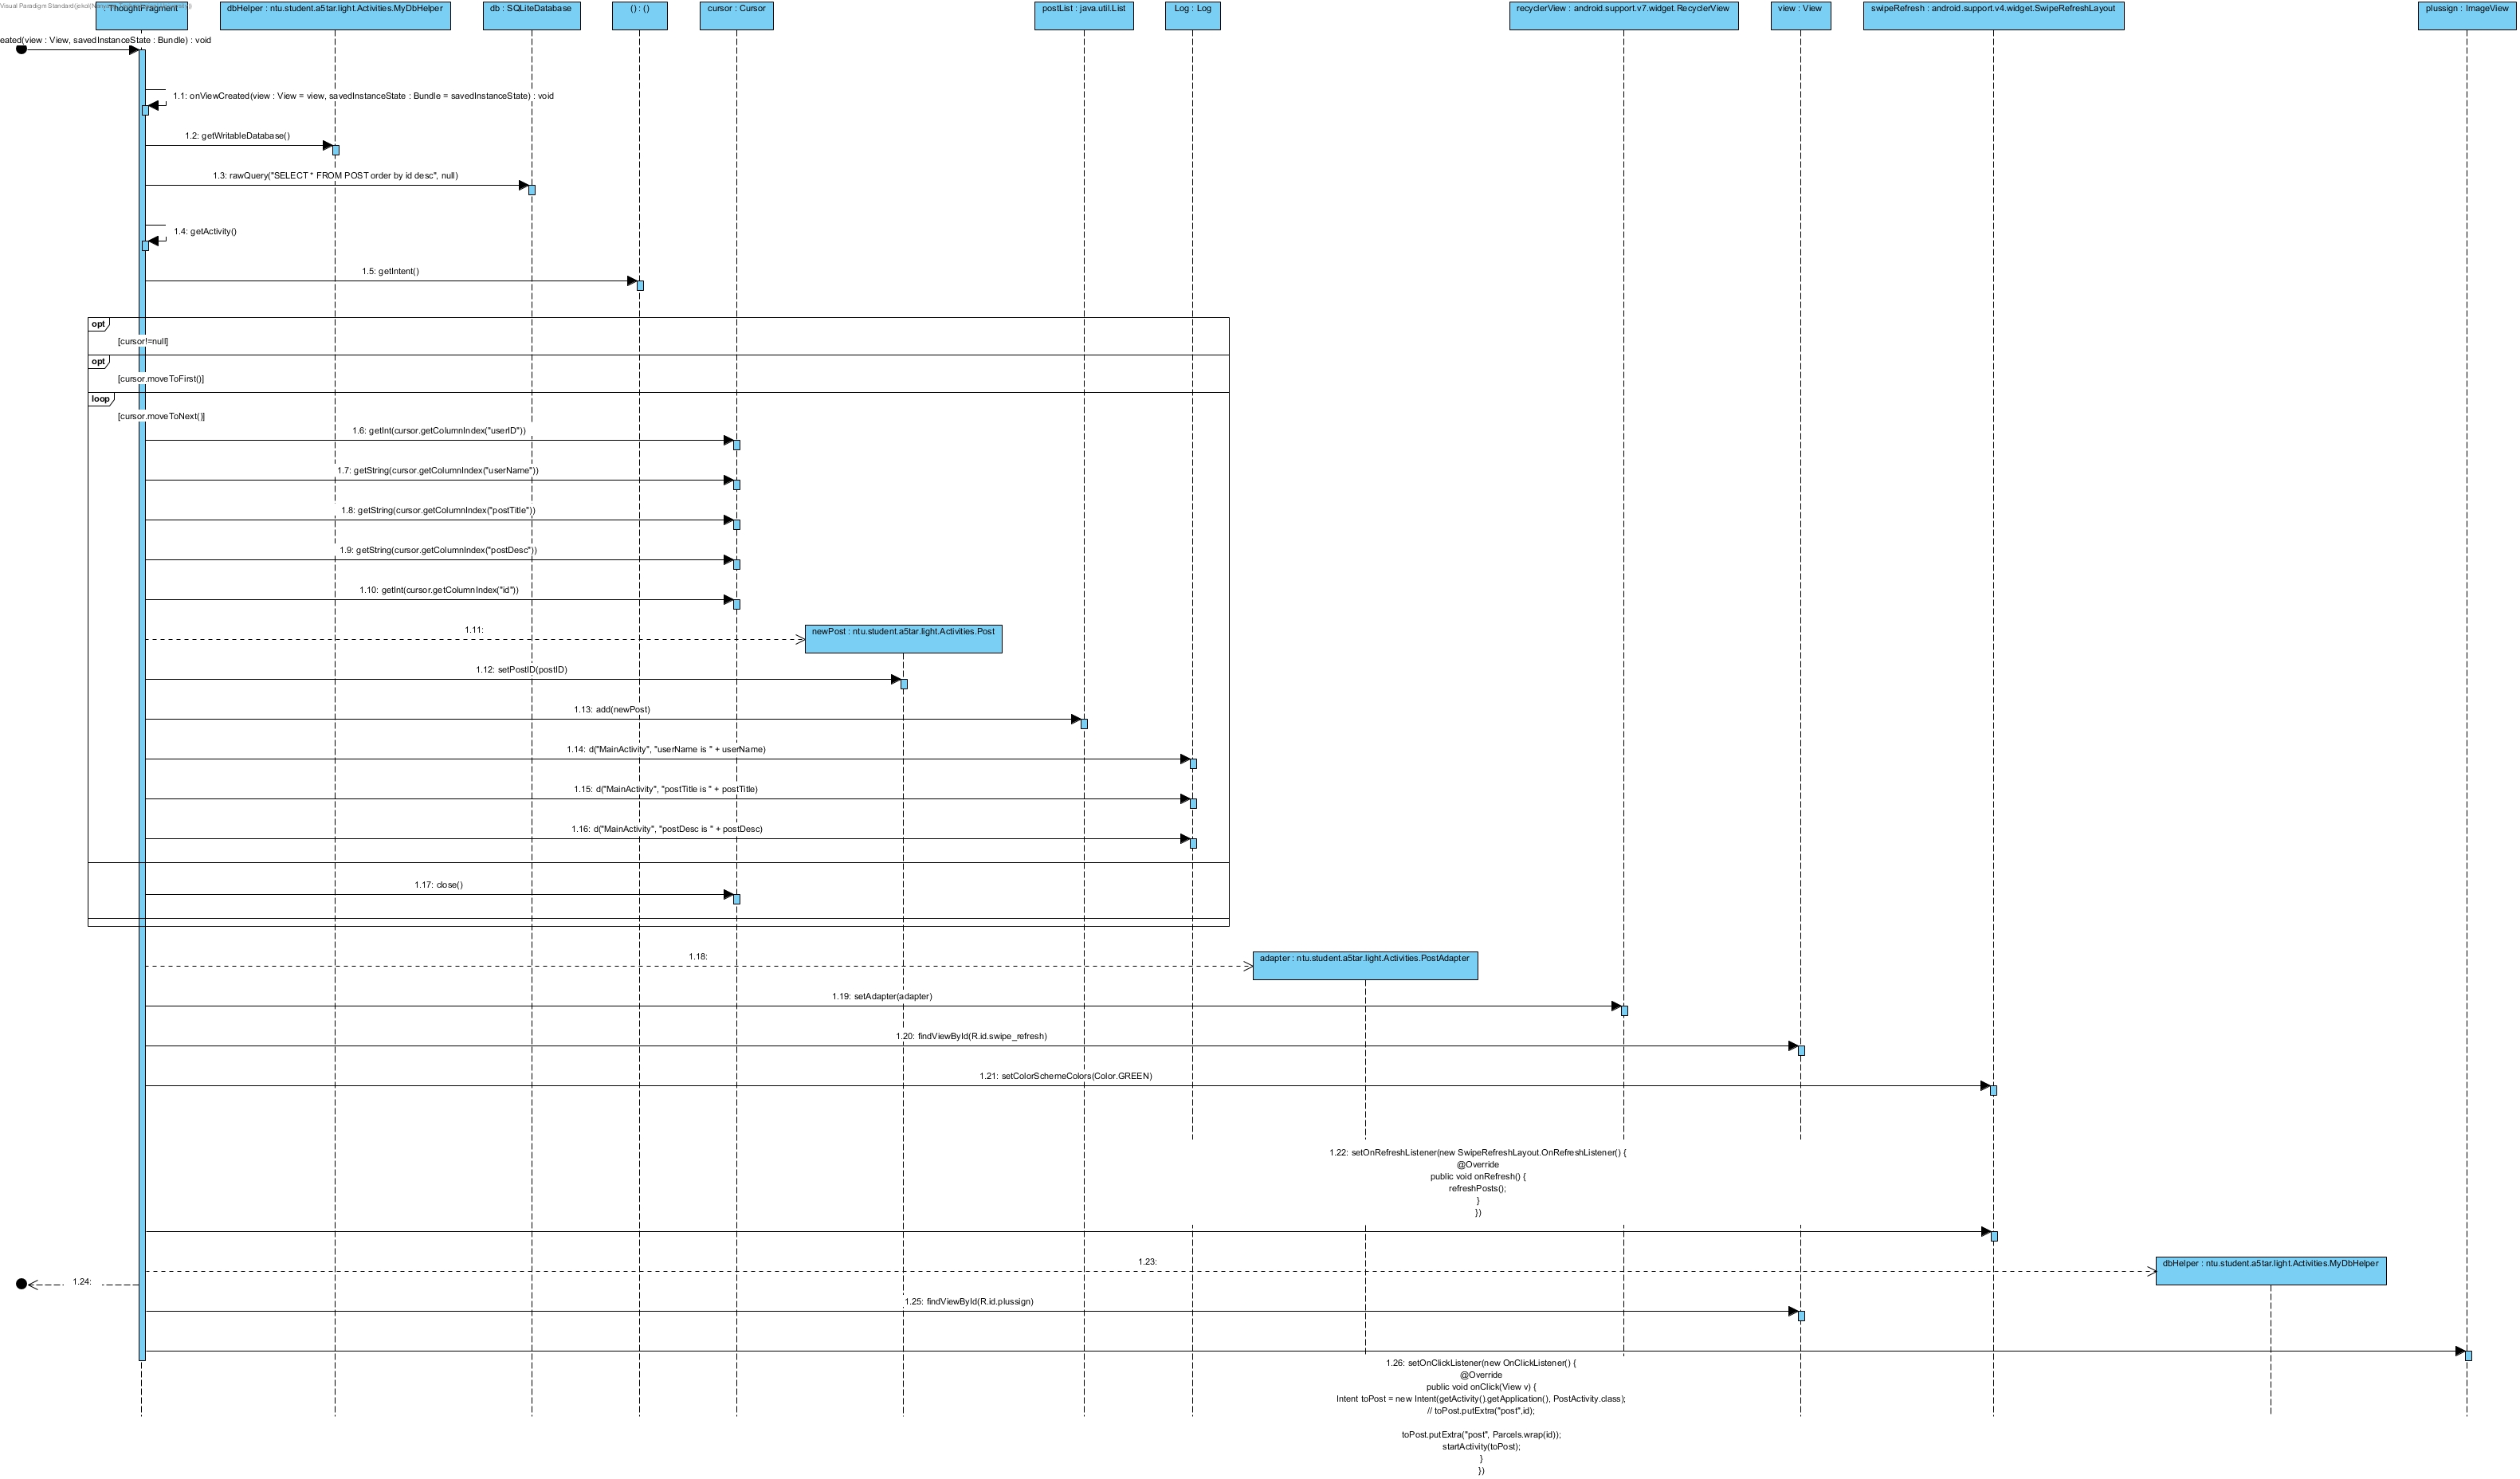 Visual Paradigm Standard
: ThoughtFragment
dbHelper : ntu.student.a5tar.light.Activities.MyDbHelper
db : SQLiteDatabase
() : ()
cursor : Cursor
postList : java.util.List
Log : Log
recyclerView : android.support.v7.widget.RecyclerView
view : View
swipeRefresh : android.support.v4.widget.SwipeRefreshLayout
plussign : ImageView
eated(view : View, savedInstanceState : Bundle) : void
1.1: onViewCreated(view : View = view, savedInstanceState : Bundle = savedInstanceState) : void
1.2: getWritableDatabase()
1.3: rawQuery("SELECT * FROM POST order by id desc", null)
1.4: getActivity()
1.5: getIntent()
opt
[cursor!=null]
opt
[cursor.moveToFirst()]
loop
[cursor.moveToNext()]
1.6: getInt(cursor.getColumnIndex("userID"))
1.7: getString(cursor.getColumnIndex("userName"))
1.8: getString(cursor.getColumnIndex("postTitle"))
1.9: getString(cursor.getColumnIndex("postDesc"))
1.10: getInt(cursor.getColumnIndex("id"))
1.11:
newPost : ntu.student.a5tar.light.Activities.Post
1.12: setPostID(postID)
1.13: add(newPost)
1.14: d("MainActivity", "userName is " + userName)
1.15: d("MainActivity", "postTitle is " + postTitle)
1.16: d("MainActivity", "postDesc is " + postDesc)
1.17: close()
1.18:
adapter : ntu.student.a5tar.light.Activities.PostAdapter
1.19: setAdapter(adapter)
1.20: findViewById(R.id.swipe_refresh)
1.21: setColorSchemeColors(Color.GREEN)
1.22: setOnRefreshListener(new SwipeRefreshLayout.OnRefreshListener() {
@Override
public void onRefresh() {
refreshPosts();
}
})
1.23:
dbHelper : ntu.student.a5tar.light.Activities.MyDbHelper
1.24:
1.25: findViewById(R.id.plussign)
1.26: setOnClickListener(new OnClickListener() {
@Override
public void onClick(View v) {
Intent toPost = new Intent(getActivity().getApplication(), PostActivity.class);
// toPost.putExtra("post",id);
toPost.putExtra("post", Parcels.wrap(id));
startActivity(toPost);
}
})